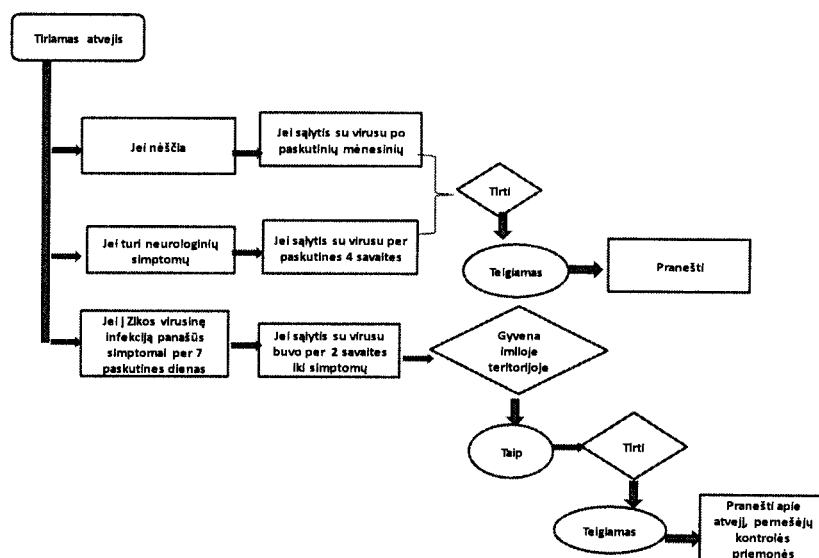 Tiriamas atvejis
Jei nėščia
Jei sąlytis su virusu po
paskutinių mėnesinių
Tirti
Jei turi neurologinių
simptomų
Jei sąlytis su virusu per
paskutines 4 savaites
Teigiamas
Pranešti
Jei į Zikos virusinę
infekciją panašūs
simptomai per 7
paskutines dienas
Jei sąlytis su virusu
buvo per 2 savaites
iki simptomų
Gyvena
imlioje
teritorijoje
Taip
Tirti
Teigiamas
Pranešti apie
atvejį, pernešėjų
kontrolės
priemonės